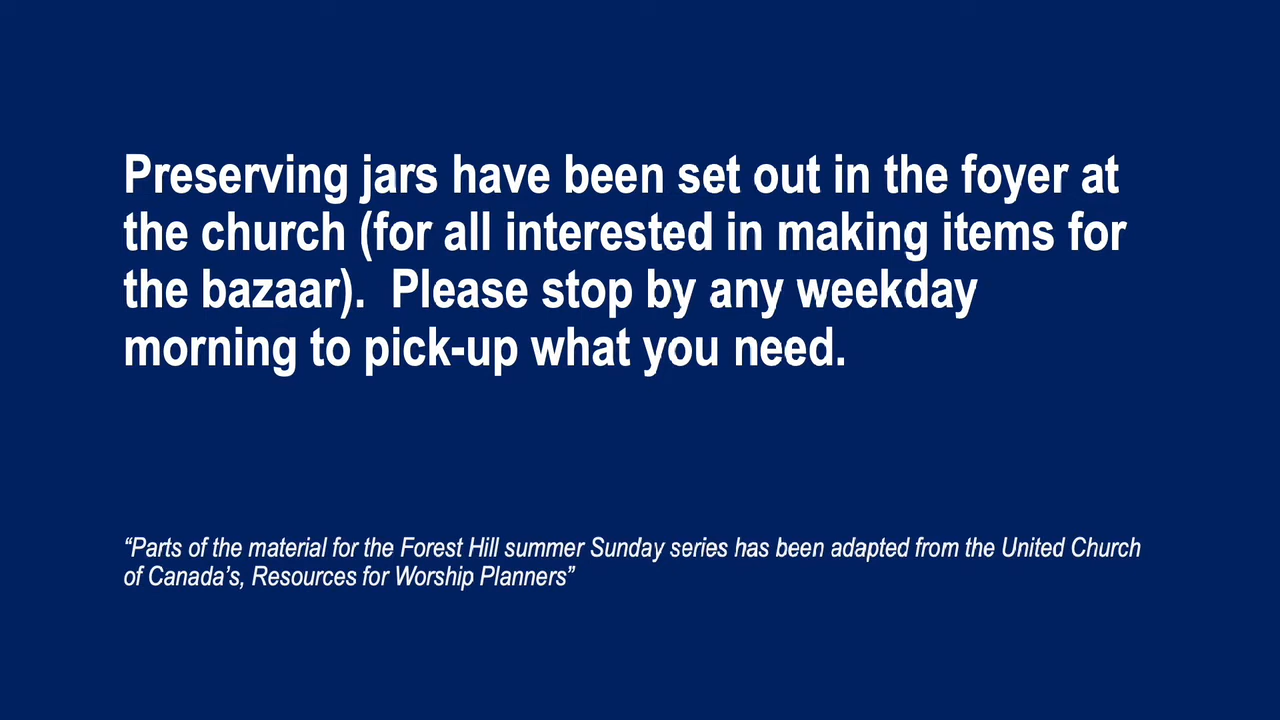 Preserving jars have been set out in the foyer at
the church (for all interested in making items for
the bazaar).  Please stop by any weekday
morning to pick-up what you need.
“Parts of the material for the Forest Hill summer Sunday series has been adapted from the United Church
of Canada’s, Resources for Worship Planners”